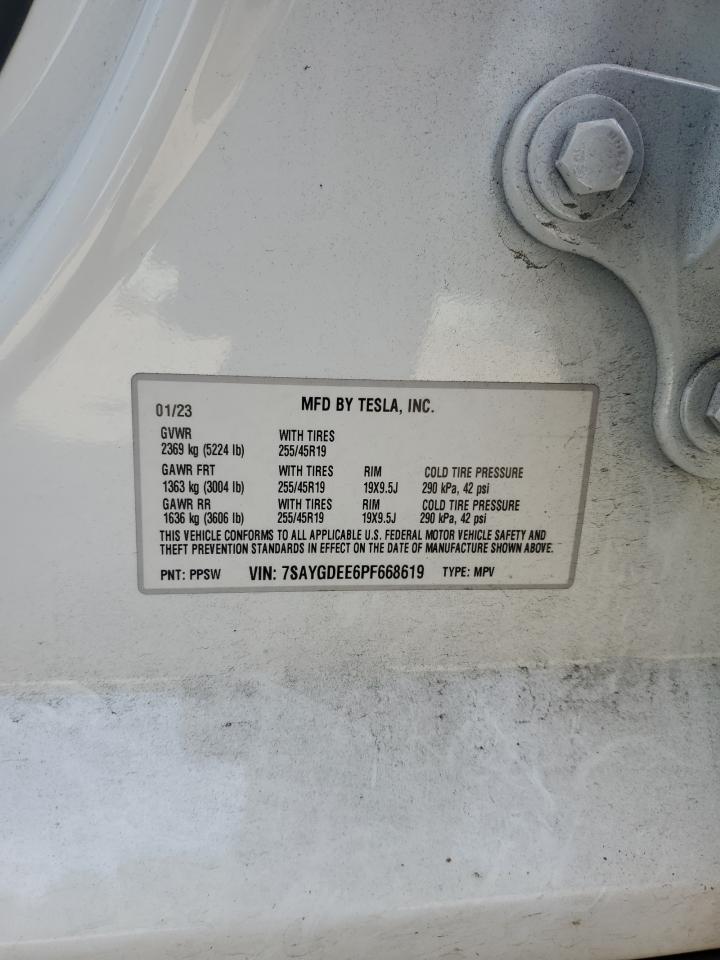 01/23 MFD BY TESLA, INC.
GVWR WITH TIRES
2369 kg (5224 lb) 255/45R19
GAWR FRT WITH TIRES RIM COLD TIRE PRESSURE
1363 kg (3004 lb) 255/45R19 19X9.5J 290 kPa, 42 psi
GAWR RR WITH TIRES RIM COLD TIRE PRESSURE
1636 kg (3606 lb) 255/45R19 19X9.5J 290 kPa, 42 psi
THIS VEHICLE CONFORMS TO ALL APPLICABLE U.S. FEDERAL MOTOR VEHICLE SAFETY AND
THEFT PREVENTION STANDARDS IN EFFECT ON THE DATE OF MANUFACTURE SHOWN ABOVE.
PNT: PPSW VIN: 7SAYGDEE6PF668619 TYPE: MPV